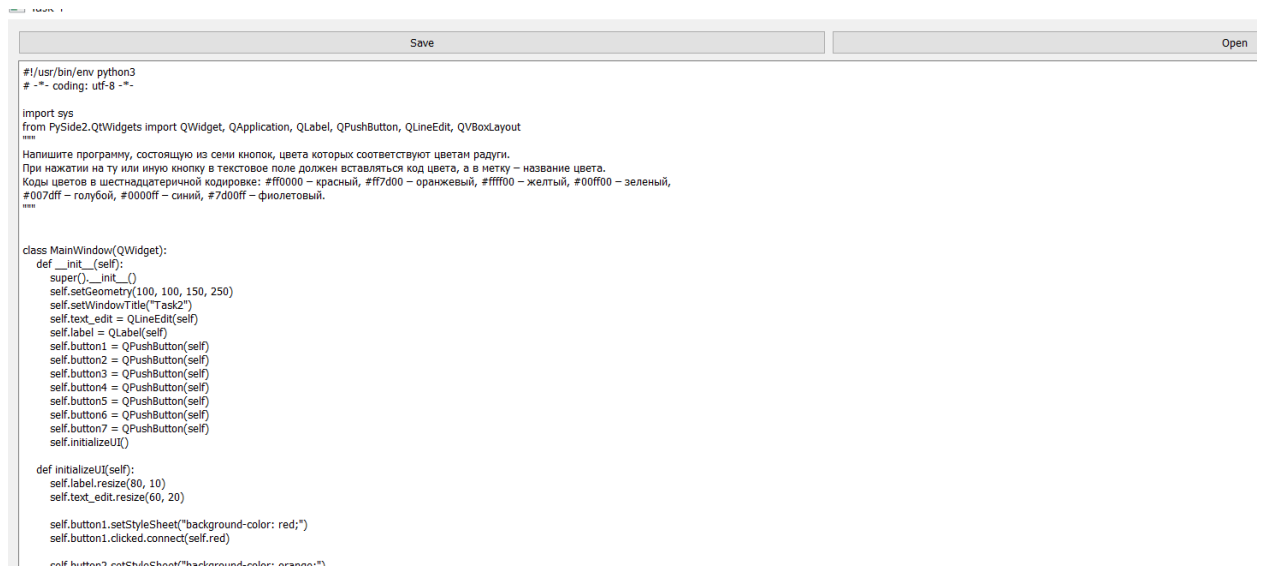 Save
Open
#!/usr/bin/env python3
# -*- coding: utf-8 -*-
import sys
from PySide2.QtWidgets import QWidget, QApplication, QLabel, QPushButton, QLineEdit, QVBoxLayout
"""
Напишите программу, состоящую из семи кнопок, цвета которых соответствуют цветам радуги.
При нажатии на ту или иную кнопку в текстовое поле должен вставляться код цвета, а в метку – название цвета.
Коды цветов в шестнадцатеричной кодировке: #ff0000 – красный, #ff7d00 – оранжевый, #ffff00 – желтый, #00ff00 – зеленый,
#007dff – голубой, #0000ff – синий, #7d00ff – фиолетовый.
"""
class MainWindow(QWidget):
def __init__(self):
super().__init__()
self.setGeometry(100, 100, 150, 250)
self.setWindowTitle("Task2")
self.text_edit = QLineEdit(self)
self.label = QLabel(self)
self.button1 = QPushButton(self)
self.button2 = QPushButton(self)
self.button3 = QPushButton(self)
self.button4 = QPushButton(self)
self.button5 = QPushButton(self)
self.button6 = QPushButton(self)
self.button7 = QPushButton(self)
self.initializeUI()
def initializeUI(self):
self.label.resize(80, 10)
self.text_edit.resize(60, 20)
self.button1.setStyleSheet("background-color: red;")
self.button1.clicked.connect(self.red)
self.button2.setStyleSheet("background-color: orange;")